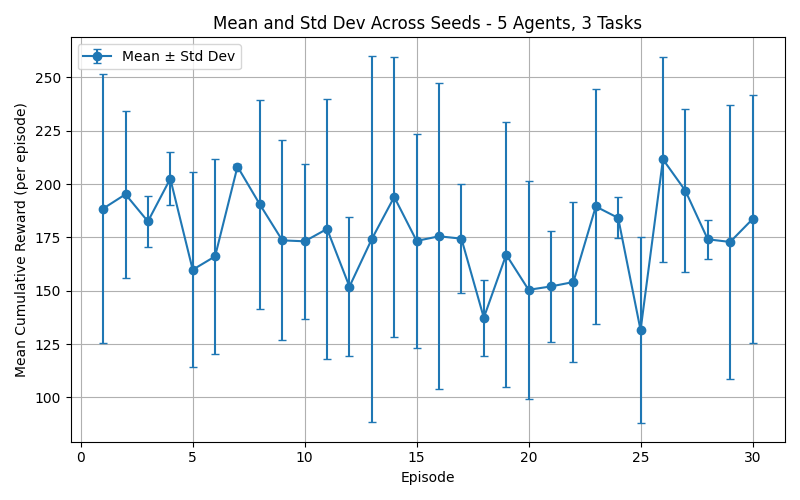 Mean and Std Dev Across Seeds - 5 Agents, 3 Tasks
Mean ± Std Dev
Mean Cumulative Reward (per episode)
250
225
200
175
150
125
100
0 5 10 15 20 25 30
Episode